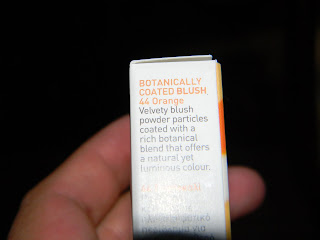 BOTANICALLY
COATED BLUSH
44 Orange
Velvety blush
powder particles
coated with a
rich botanical
blend that offers
a natural yet
luminous colour.